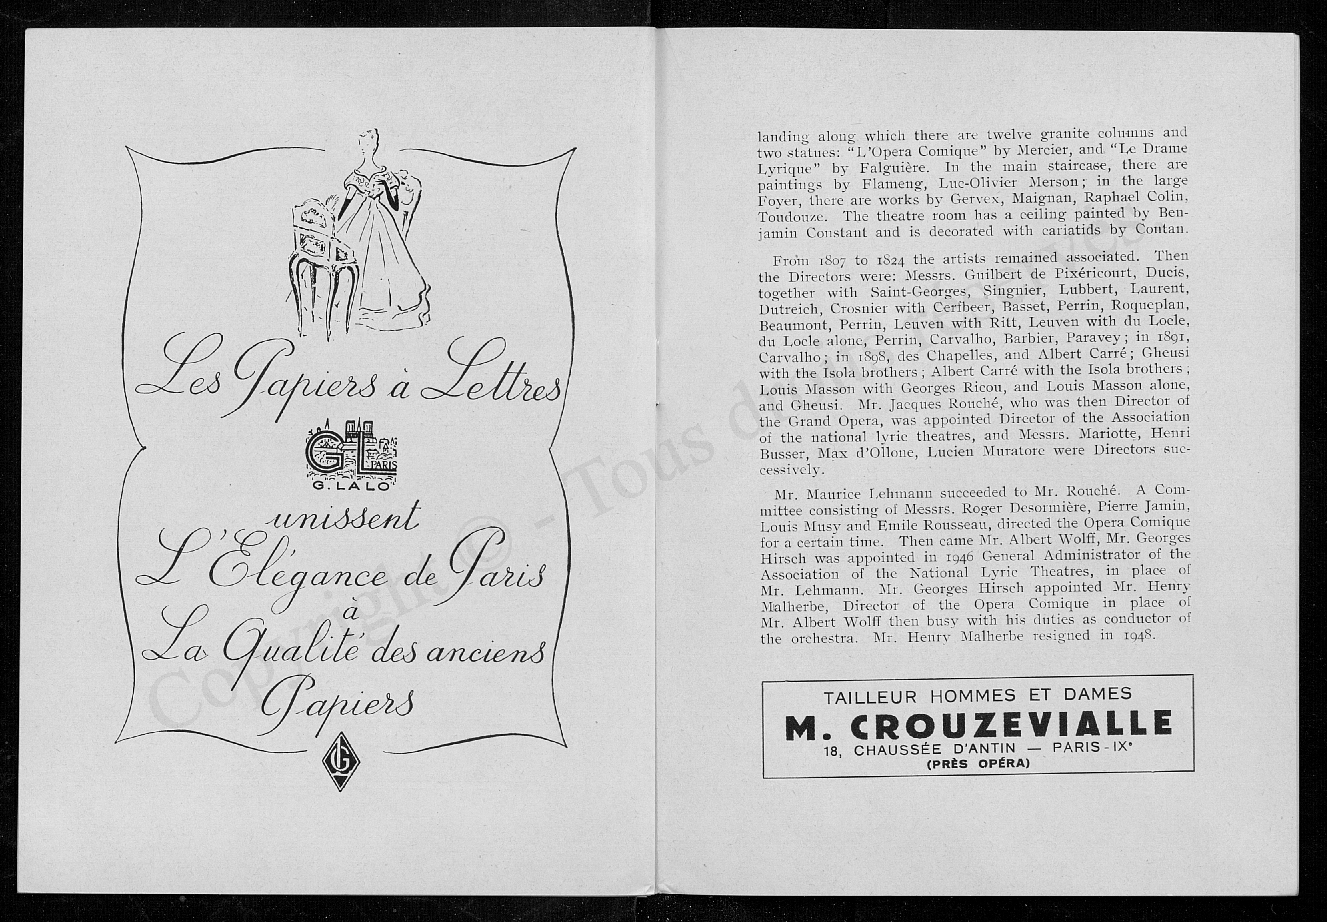 Les Papiers à Lettres
GL
PARIS
G. LALO
unissent
L'Élégance de Paris
à
La Qualité des anciens
Papiers
landing along which there are twelve granite columns and
two statues: “L'Opera Comique” by Mercier, and “Le Drame
Lyrique” by Falguière. In the main staircase, there are
paintings by Flameng, Luc-Olivier Merson; in the large
Foyer, there are works by Gervex, Maignan, Raphael Colin,
Toudouze. The theatre room has a ceiling painted by Ben-
jamin Constant and is decorated with cariatids by Coutan.
From 1807 to 1824 the artists remained associated. Then
the Directors were: Messrs. Guilbert de Pixéricourt, Ducis,
together with Saint-Georges, Singnier, Lubbert, Laurent,
Dutreich, Crosnier with Cerfbeer, Basset, Perrin, Roqueplan,
Beaumont, Perrin, Leuven with Ritt, Leuven with du Locle,
du Locle alone, Perrin, Carvalho, Barbier, Paravey; in 1891,
Carvalho; in 1898, des Chapelles, and Albert Carré; Gheusi
with the Isola brothers; Albert Carré with the Isola brothers;
Louis Masson with Georges Ricou, and Louis Masson alone,
and Gheusi. Mr. Jacques Rouché, who was then Director of
the Grand Opera, was appointed Director of the Association
of the national lyric theatres, and Messrs. Mariotte, Henri
Busser, Max d'Ollone, Lucien Muratore were Directors suc-
cessively.
Mr. Maurice Lehmann succeeded to Mr. Rouché. A Com-
mittee consisting of Messrs. Roger Desormière, Pierre Jamin,
Louis Musy and Emile Rousseau, directed the Opera Comique
for a certain time. Then came Mr. Albert Wolff, Mr. Georges
Hirsch was appointed in 1946 General Administrator of the
Association of the National Lyric Theatres, in place of
Mr. Lehmann. Mr. Georges Hirsch appointed Mr. Henry
Malherbe, Director of the Opera Comique in place of
Mr. Albert Wolff then busy with his duties as conductor of
the orchestra. Mr. Henry Malherbe resigned in 1948.
TAILLEUR HOMMES ET DAMES
M. CROUZEVIALLE
18, CHAUSSÉE D'ANTIN — PARIS-IXe
(PRÈS OPÉRA)
Copyright © - Tous